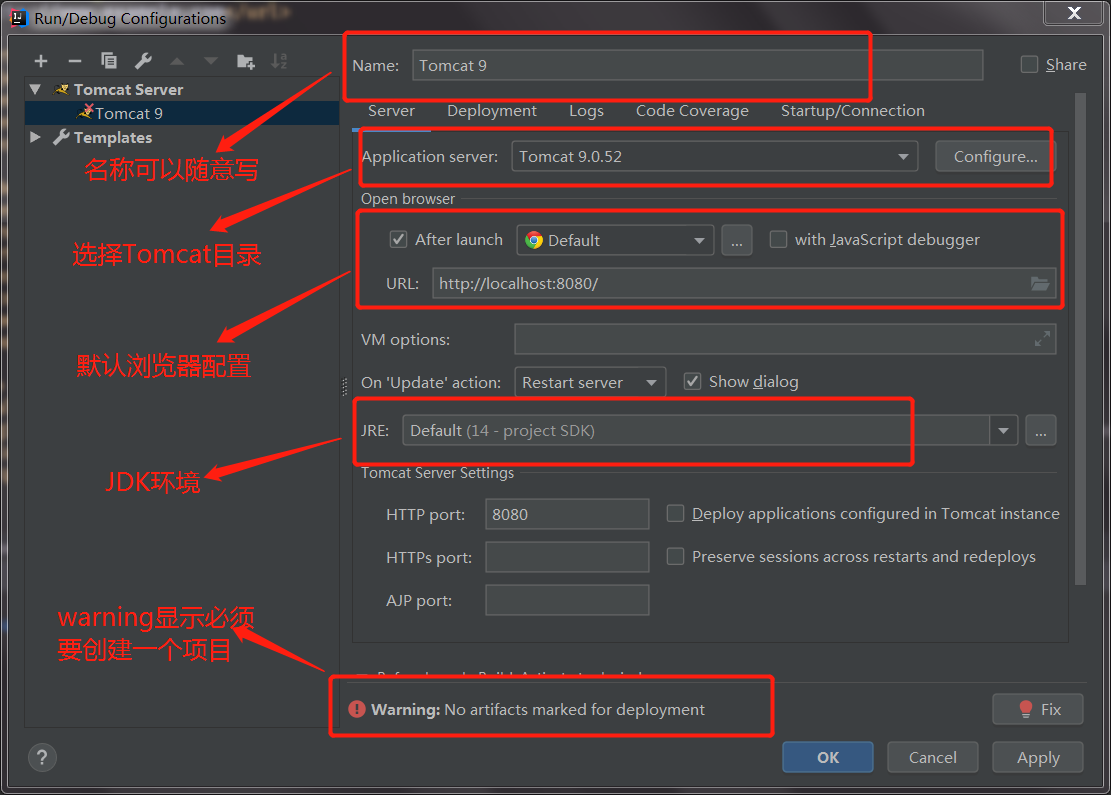 Run/Debug Configurations
Name: Tomcat 9
Share
Tomcat Server
Tomcat 9
Templates
Server Deployment Logs Code Coverage Startup/Connection
名称可以随意写
Application server: Tomcat 9.0.52 Configure...
选择Tomcat目录
Open browser
After launch Default ... with JavaScript debugger
URL: http://localhost:8080/
默认浏览器配置
VM options:
On 'Update' action: Restart server Show dialog
JRE: Default (14 - project SDK) ...
JDK环境
Tomcat Server Settings
HTTP port: 8080 Deploy applications configured in Tomcat instance
HTTPs port: Preserve sessions across restarts and redeploys
AJP port:
warning显示必须
要创建一个项目
Warning: No artifacts marked for deployment
Fix
? OK Cancel Apply